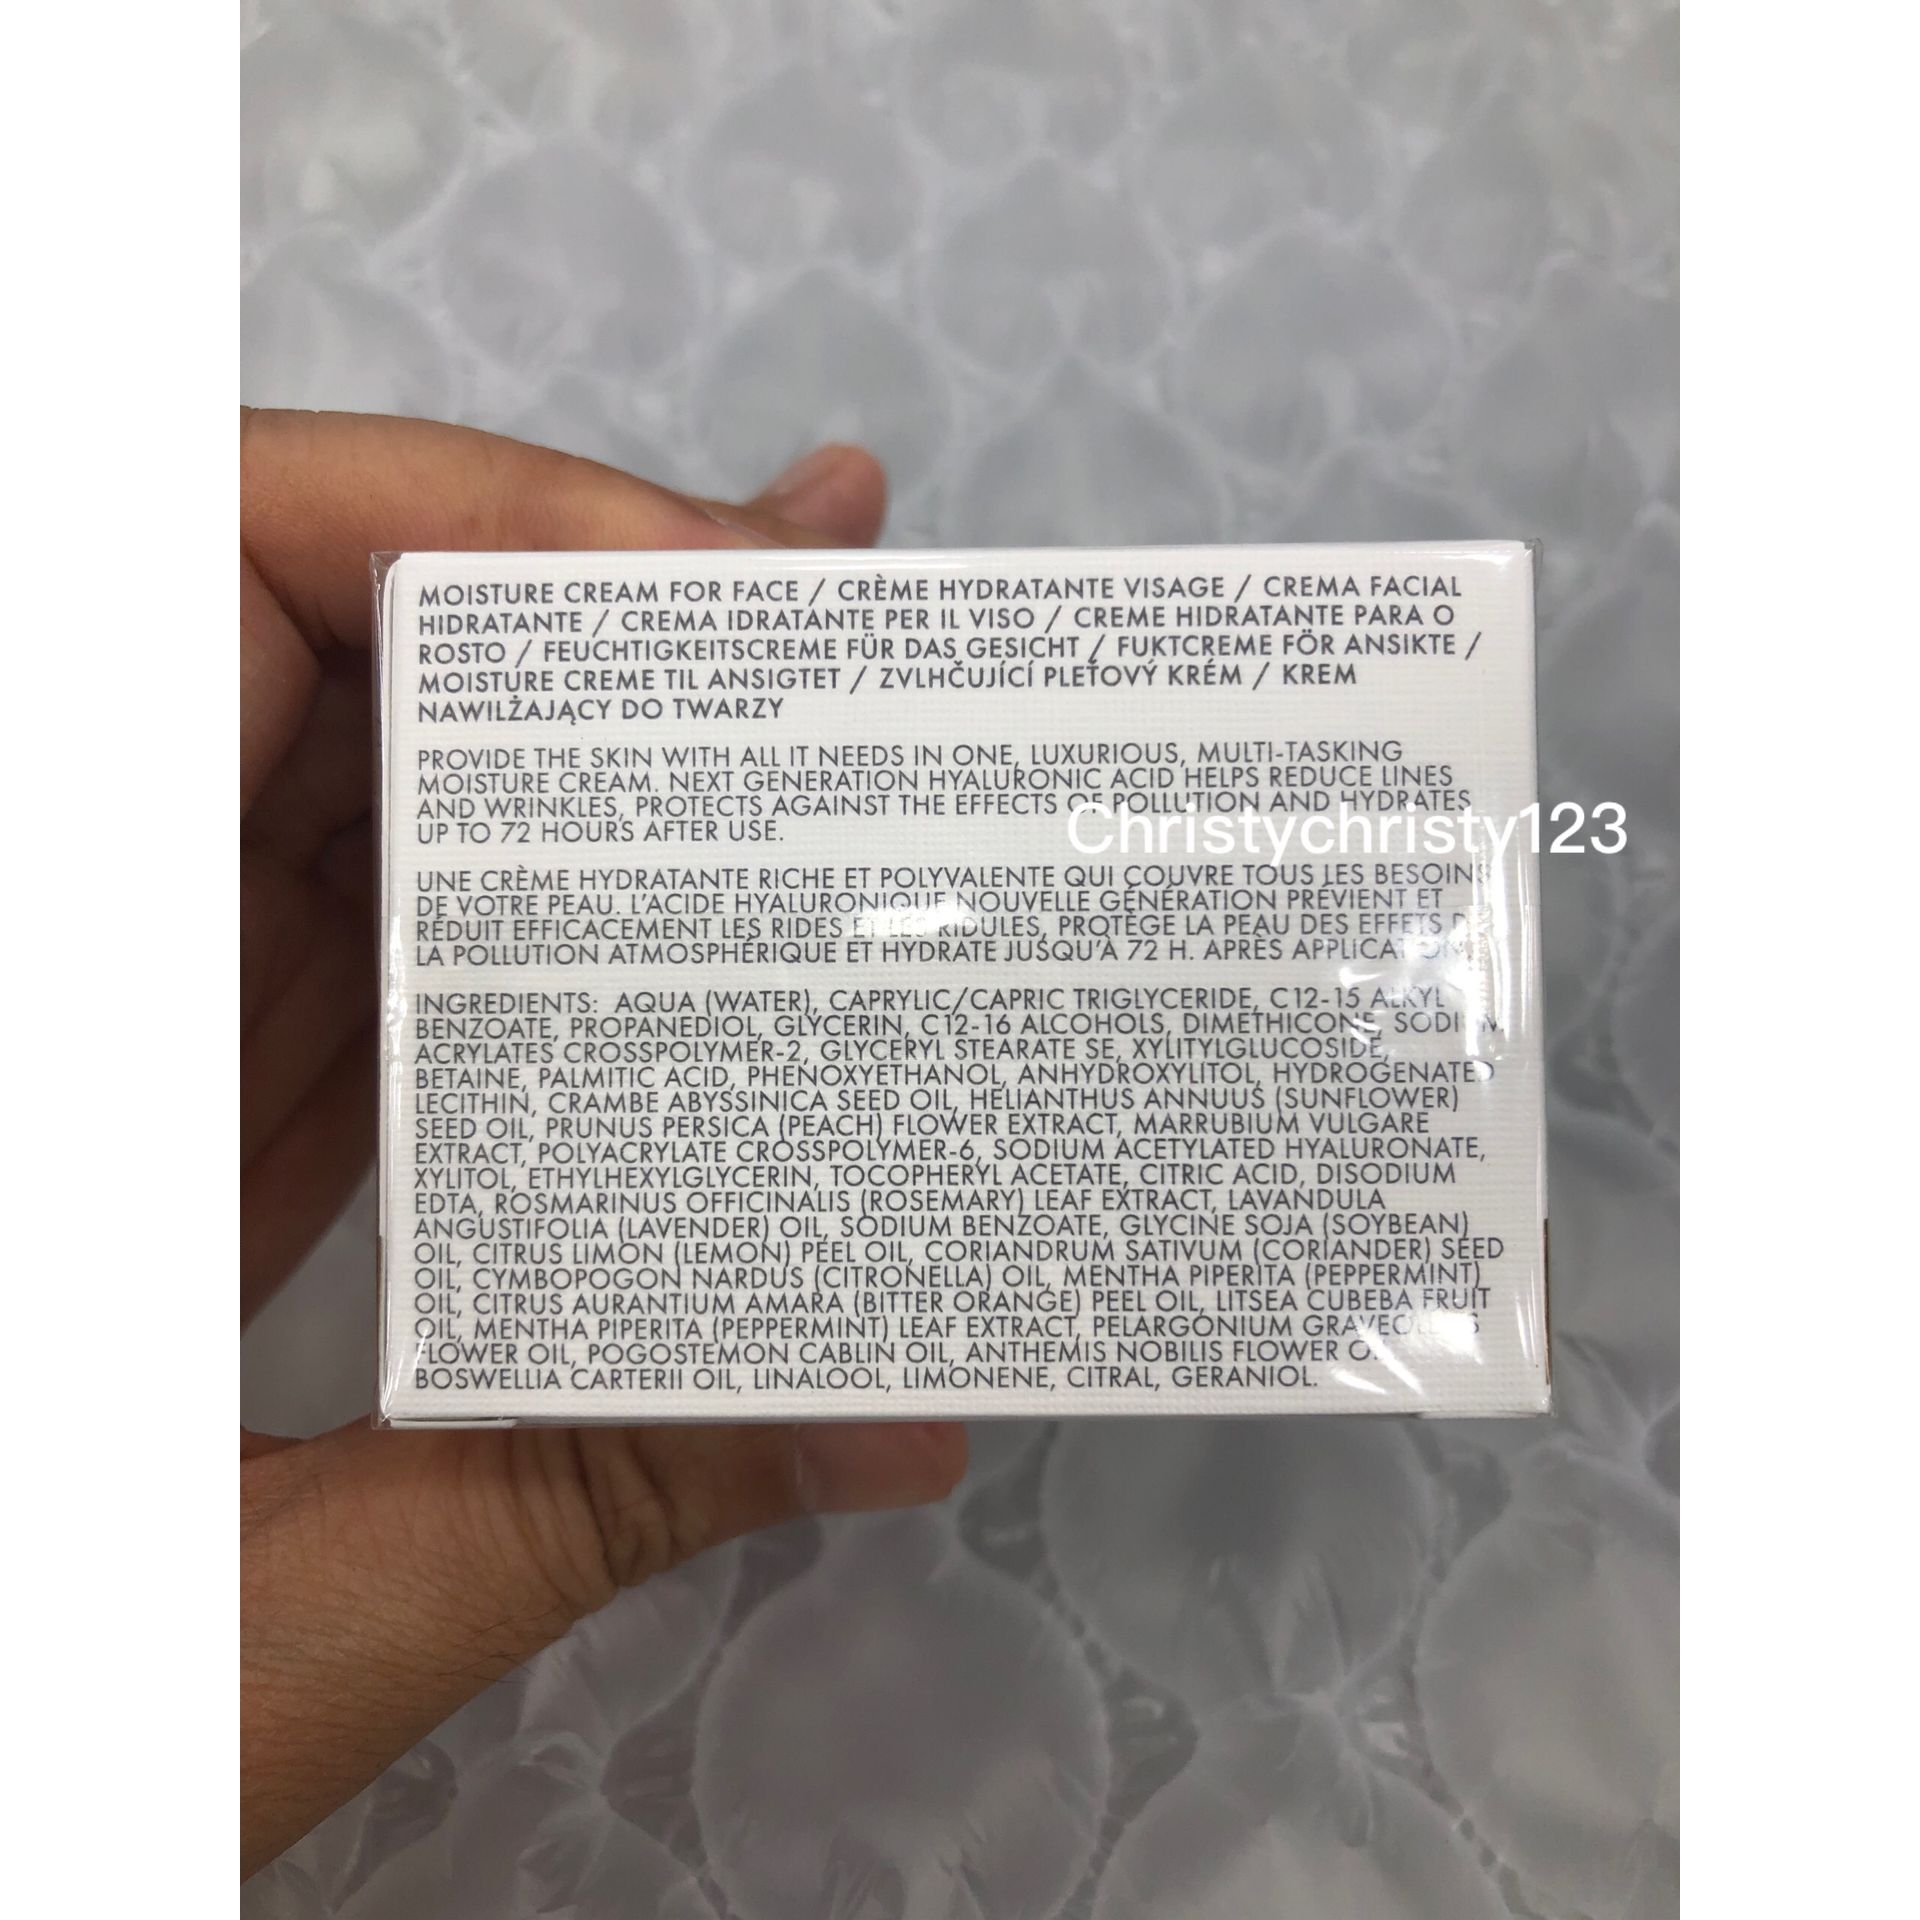 MOISTURE CREAM FOR FACE / CRÈME HYDRATANTE VISAGE / CREMA FACIAL
HIDRATANTE / CREMA IDRATANTE PER IL VISO / CREME HIDRATANTE PARA O
ROSTO / FEUCHTIGKEITSCREME FÜR DAS GESICHT / FUKTCREME FÖR ANSIKTE /
MOISTURE CREME TIL ANSIGTET / ZVLHČUJÍCÍ PLEŤOVÝ KRÉM / KREM
NAWILŻAJĄCY DO TWARZY
PROVIDE THE SKIN WITH ALL IT NEEDS IN ONE, LUXURIOUS, MULTI-TASKING
MOISTURE CREAM. NEXT GENERATION HYALURONIC ACID HELPS REDUCE LINES
AND WRINKLES, PROTECTS AGAINST THE EFFECTS OF POLLUTION AND HYDRATES
UP TO 72 HOURS AFTER USE.
Christychristy123
UNE CRÈME HYDRATANTE RICHE ET POLYVALENTE QUI COUVRE TOUS LES BESOINS
DE VOTRE PEAU. L'ACIDE HYALURONIQUE NOUVELLE GÉNÉRATION PRÉVIENT ET
RÉDUIT EFFICACEMENT LES RIDES ET LES RIDULES, PROTÈGE LA PEAU DES EFFETS
LA POLLUTION ATMOSPHÉRIQUE ET HYDRATE JUSQU'À 72 H. APRÈS APPLICATION.
INGREDIENTS: AQUA (WATER), CAPRYLIC/CAPRIC TRIGLYCERIDE, C12-15 ALKYL
BENZOATE, PROPANEDIOL, GLYCERIN, C12-16 ALCOHOLS, DIMETHICONE, SODIUM
ACRYLATES CROSSPOLYMER-2, GLYCERYL STEARATE SE, XYLITYLGLUCOSIDE,
BETAINE, PALMITIC ACID, PHENOXYETHANOL, ANHYDROXYLITOL, HYDROGENATED
LECITHIN, CRAMBE ABYSSINICA SEED OIL, HELIANTHUS ANNUUS (SUNFLOWER)
SEED OIL, PRUNUS PERSICA (PEACH) FLOWER EXTRACT, MARRUBIUM VULGARE
EXTRACT, POLYACRYLATE CROSSPOLYMER-6, SODIUM ACETYLATED HYALURONATE,
XYLITOL, ETHYLHEXYLGLYCERIN, TOCOPHERYL ACETATE, CITRIC ACID, DISODIUM
EDTA, ROSMARINUS OFFICINALIS (ROSEMARY) LEAF EXTRACT, LAVANDULA
ANGUSTIFOLIA (LAVENDER) OIL, SODIUM BENZOATE, GLYCINE SOJA (SOYBEAN)
OIL, CITRUS LIMON (LEMON) PEEL OIL, CORIANDRUM SATIVUM (CORIANDER) SEED
OIL, CYMBOPOGON NARDUS (CITRONELLA) OIL, MENTHA PIPERITA (PEPPERMINT)
OIL, CITRUS AURANTIUM AMARA (BITTER ORANGE) PEEL OIL, LITSEA CUBEBA FRUIT
OIL, MENTHA PIPERITA (PEPPERMINT) LEAF EXTRACT, PELARGONIUM GRAVEOLENS
FLOWER OIL, POGOSTEMON CABLIN OIL, ANTHEMIS NOBILIS FLOWER
BOSWELLIA CARTERII OIL, LINALOOL, LIMONENE, CITRAL, GERANIOL.